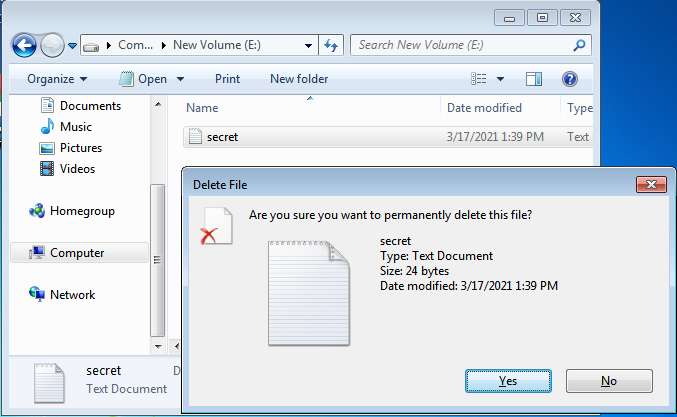 Com... New Volume (E:) Search New Volume (E:)
Organize Open Print New folder
Documents
Music
Pictures
Videos
Homegroup
Computer
Network
Name Date modified Type
secret 3/17/2021 1:39 PM Text
Delete File
Are you sure you want to permanently delete this file?
secret
Type: Text Document
Size: 24 bytes
Date modified: 3/17/2021 1:39 PM
Yes No
secret D
Text Document